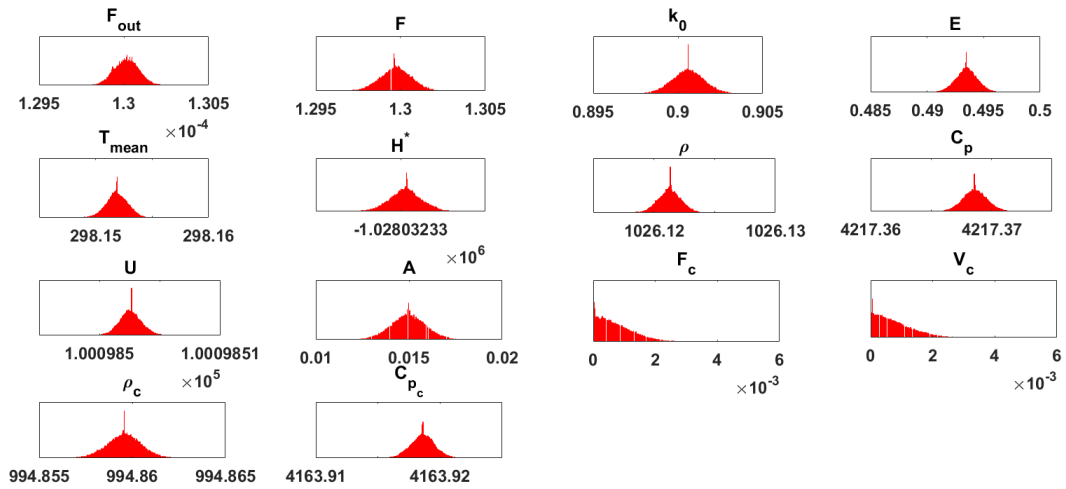 F_out F k_0 E
1.295 1.3 1.305 1.295 1.3 1.305 0.895 0.9 0.905 0.485 0.49 0.495 0.5
×10^-4
T_mean H^* ρ C_p
298.15 298.16 -1.02803233 1026.12 1026.13 4217.36 4217.37
×10^6
U A F_c V_c
1.000985 1.0009851 0.01 0.015 0.02 0 2 4 6 0 2 4 6
×10^5 ×10^-3 ×10^-3
ρ_c C_p_c
994.855 994.86 994.865 4163.91 4163.92